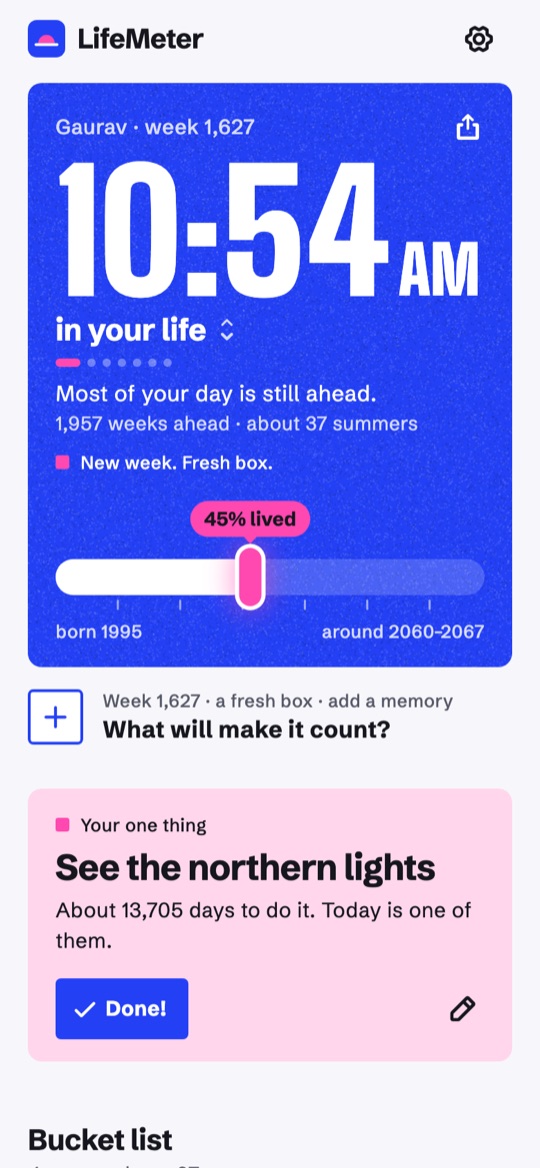 LifeMeter
Gaurav · week 1,627
10:54 AM
in your life
Most of your day is still ahead.
1,957 weeks ahead · about 37 summers
New week. Fresh box.
45% lived
born 1995
around 2060-2067
Week 1,627 · a fresh box · add a memory
What will make it count?
Your one thing
See the northern lights
About 13,705 days to do it. Today is one of
them.
Done!
Bucket list